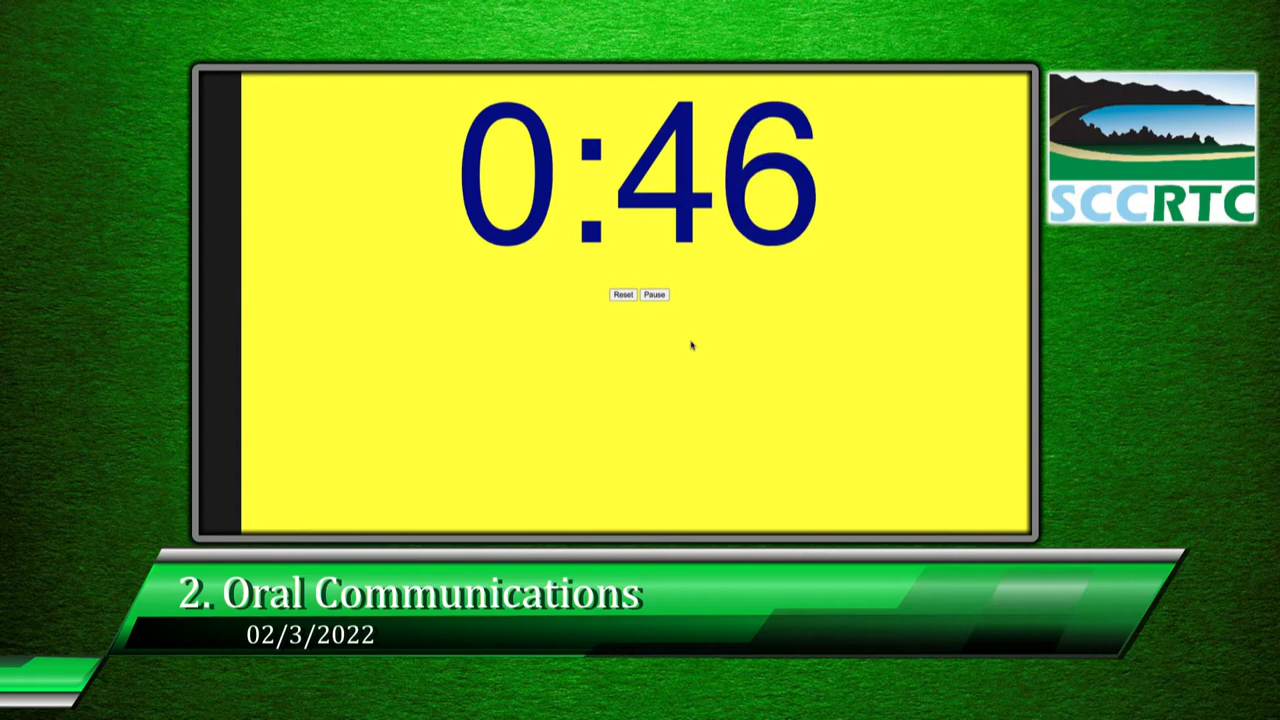 0:46
SCCRTC
Reset Pause
2. Oral Communications
02/3/2022